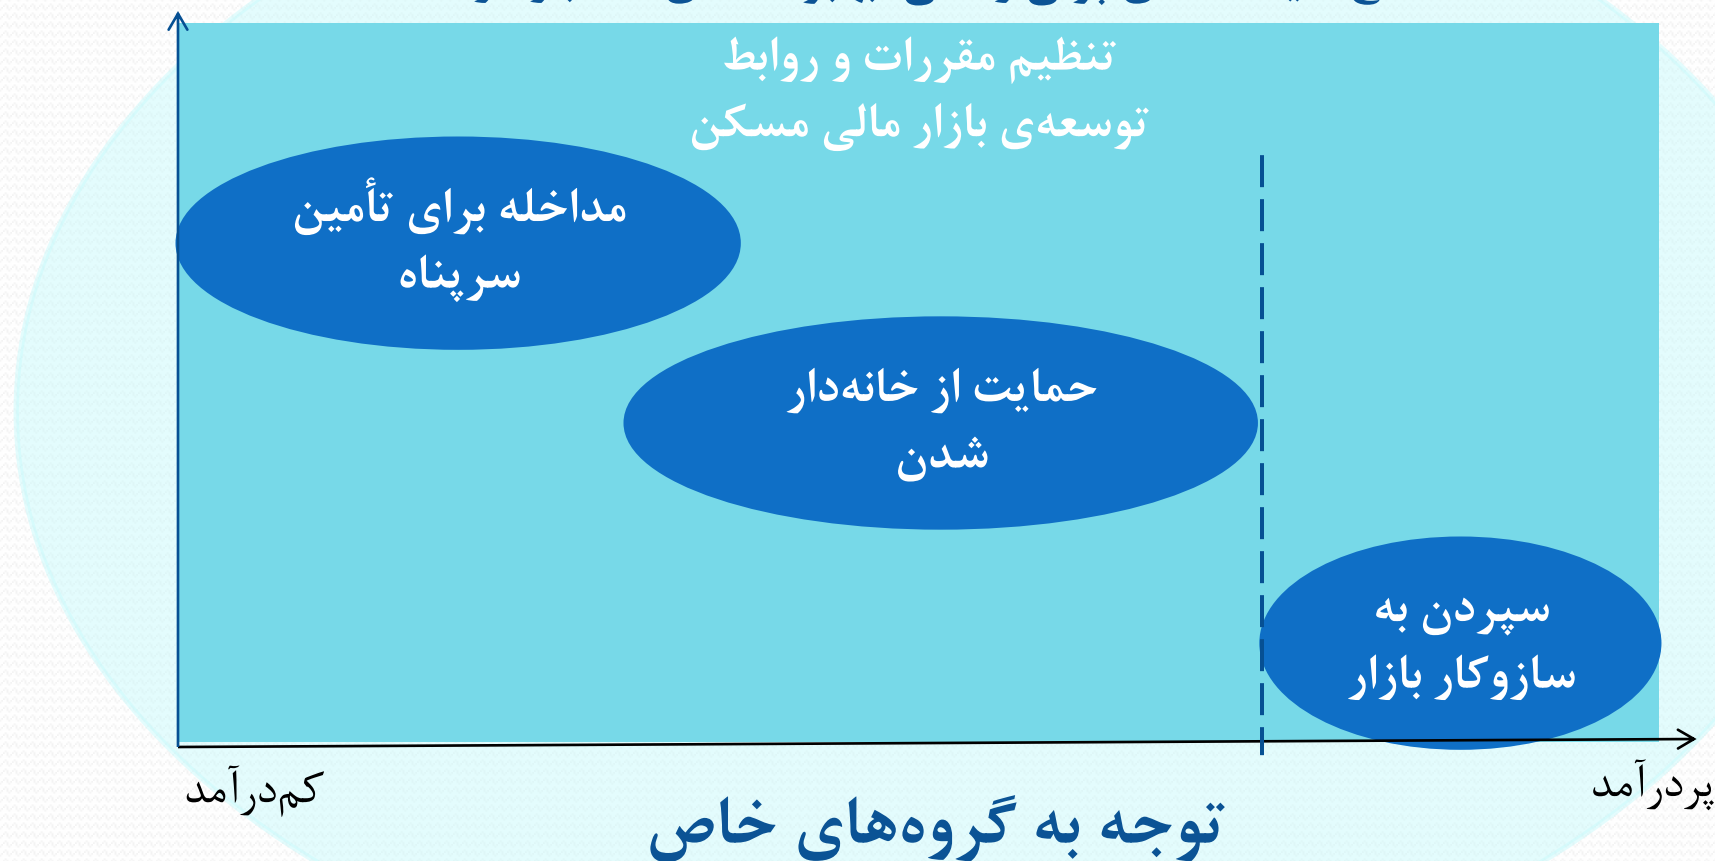 تنظیم مقررات و روابط
توسعه‌ی بازار مالی مسکن
مداخله برای تأمین
سرپناه
حمایت از خانه‌دار
شدن
سپردن به
سازوکار بازار
کم‌درآمد
پردرآمد
توجه به گروه‌های خاص